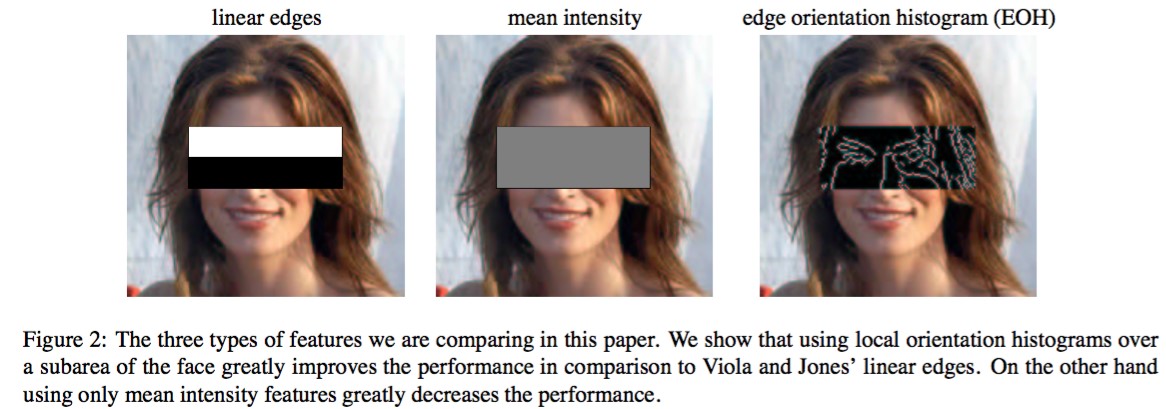 linear edges
mean intensity
edge orientation histogram (EOH)
Figure 2: The three types of features we are comparing in this paper. We show that using local orientation histograms over
a subarea of the face greatly improves the performance in comparison to Viola and Jones’ linear edges. On the other hand
using only mean intensity features greatly decreases the performance.